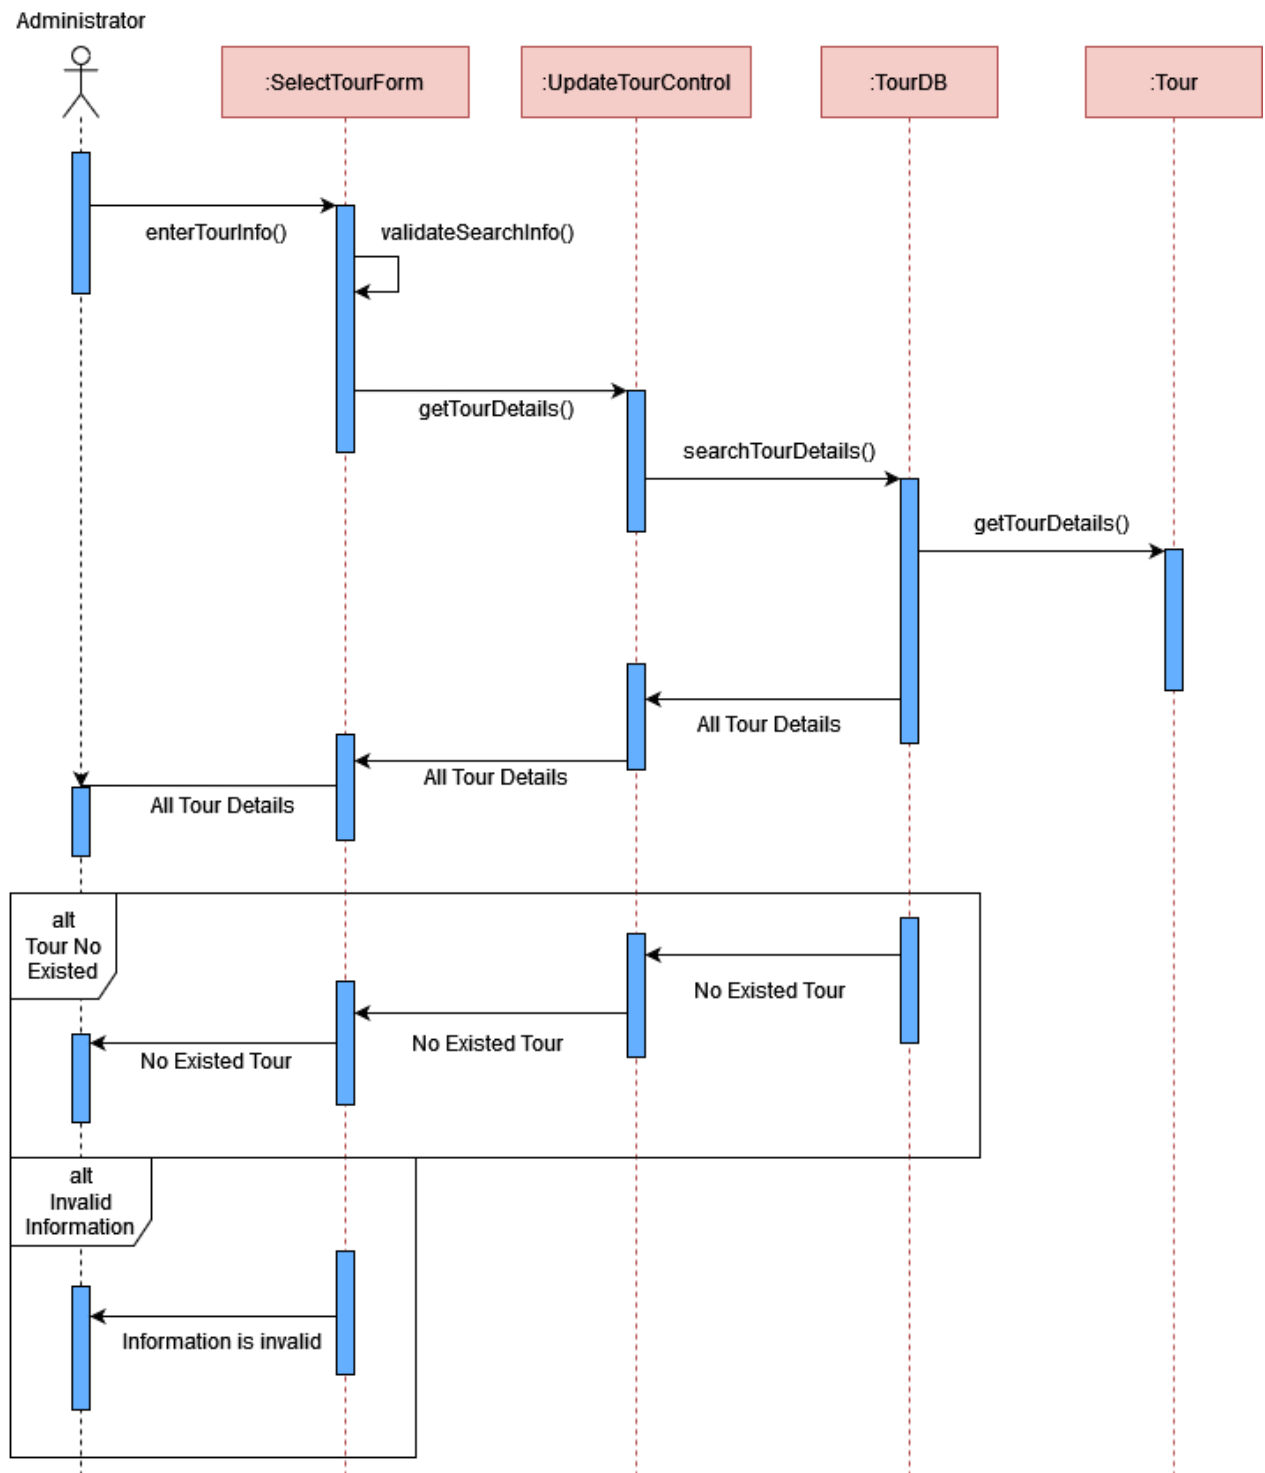 Administrator
:SelectTourForm
:UpdateTourControl
:TourDB
:Tour
enterTourInfo()
validateSearchInfo()
getTourDetails()
searchTourDetails()
getTourDetails()
All Tour Details
All Tour Details
All Tour Details
alt
Tour No
Existed
No Existed Tour
No Existed Tour
No Existed Tour
alt
Invalid
Information
Information is invalid